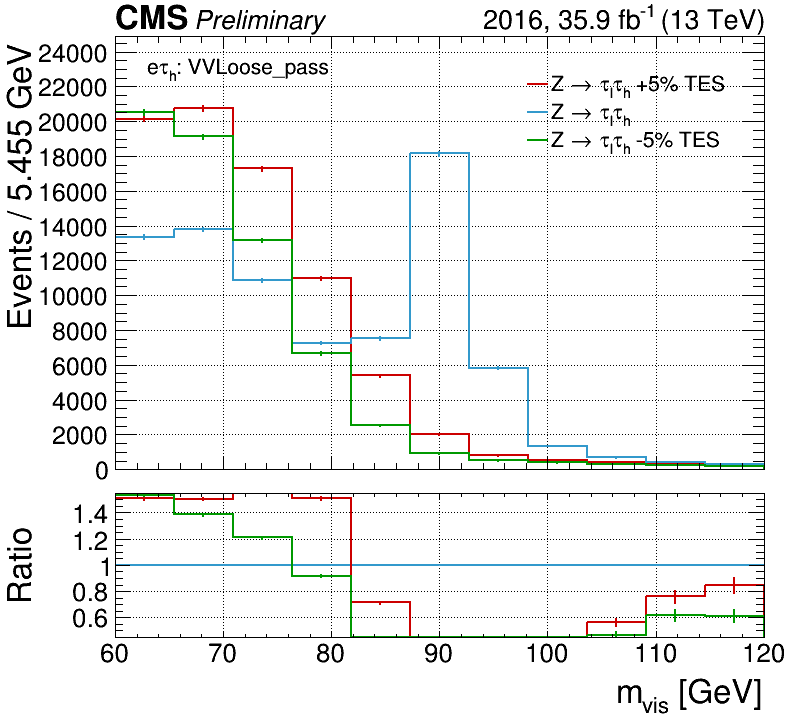 CMS Preliminary 2016, 35.9 fb⁻¹ (13 TeV)
eτₕ: VVLoose_pass
Z → τₗτₕ +5% TES
Z → τₗτₕ
Z → τₗτₕ -5% TES
Events / 5.455 GeV
24000
22000
20000
18000
16000
14000
12000
10000
8000
6000
4000
2000
0
Ratio
1.4
1.2
1
0.8
0.6
60 70 80 90 100 110 120
m_vis [GeV]